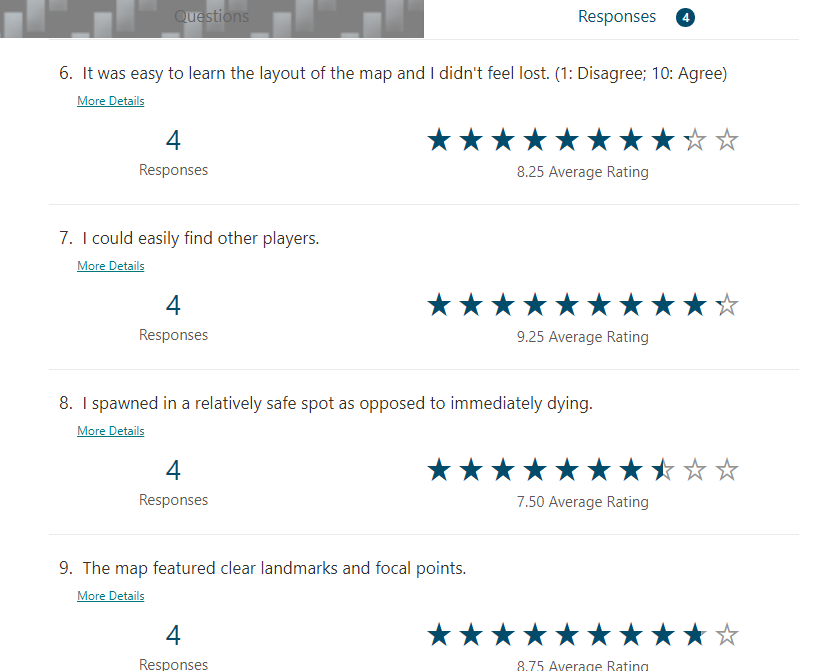 Questions
Responses 4
6. It was easy to learn the layout of the map and I didn't feel lost. (1: Disagree; 10: Agree)
More Details
4
Responses
8.25 Average Rating
7. I could easily find other players.
More Details
4
Responses
9.25 Average Rating
8. I spawned in a relatively safe spot as opposed to immediately dying.
More Details
4
Responses
7.50 Average Rating
9. The map featured clear landmarks and focal points.
More Details
4
Responses
8.75 Average Rating